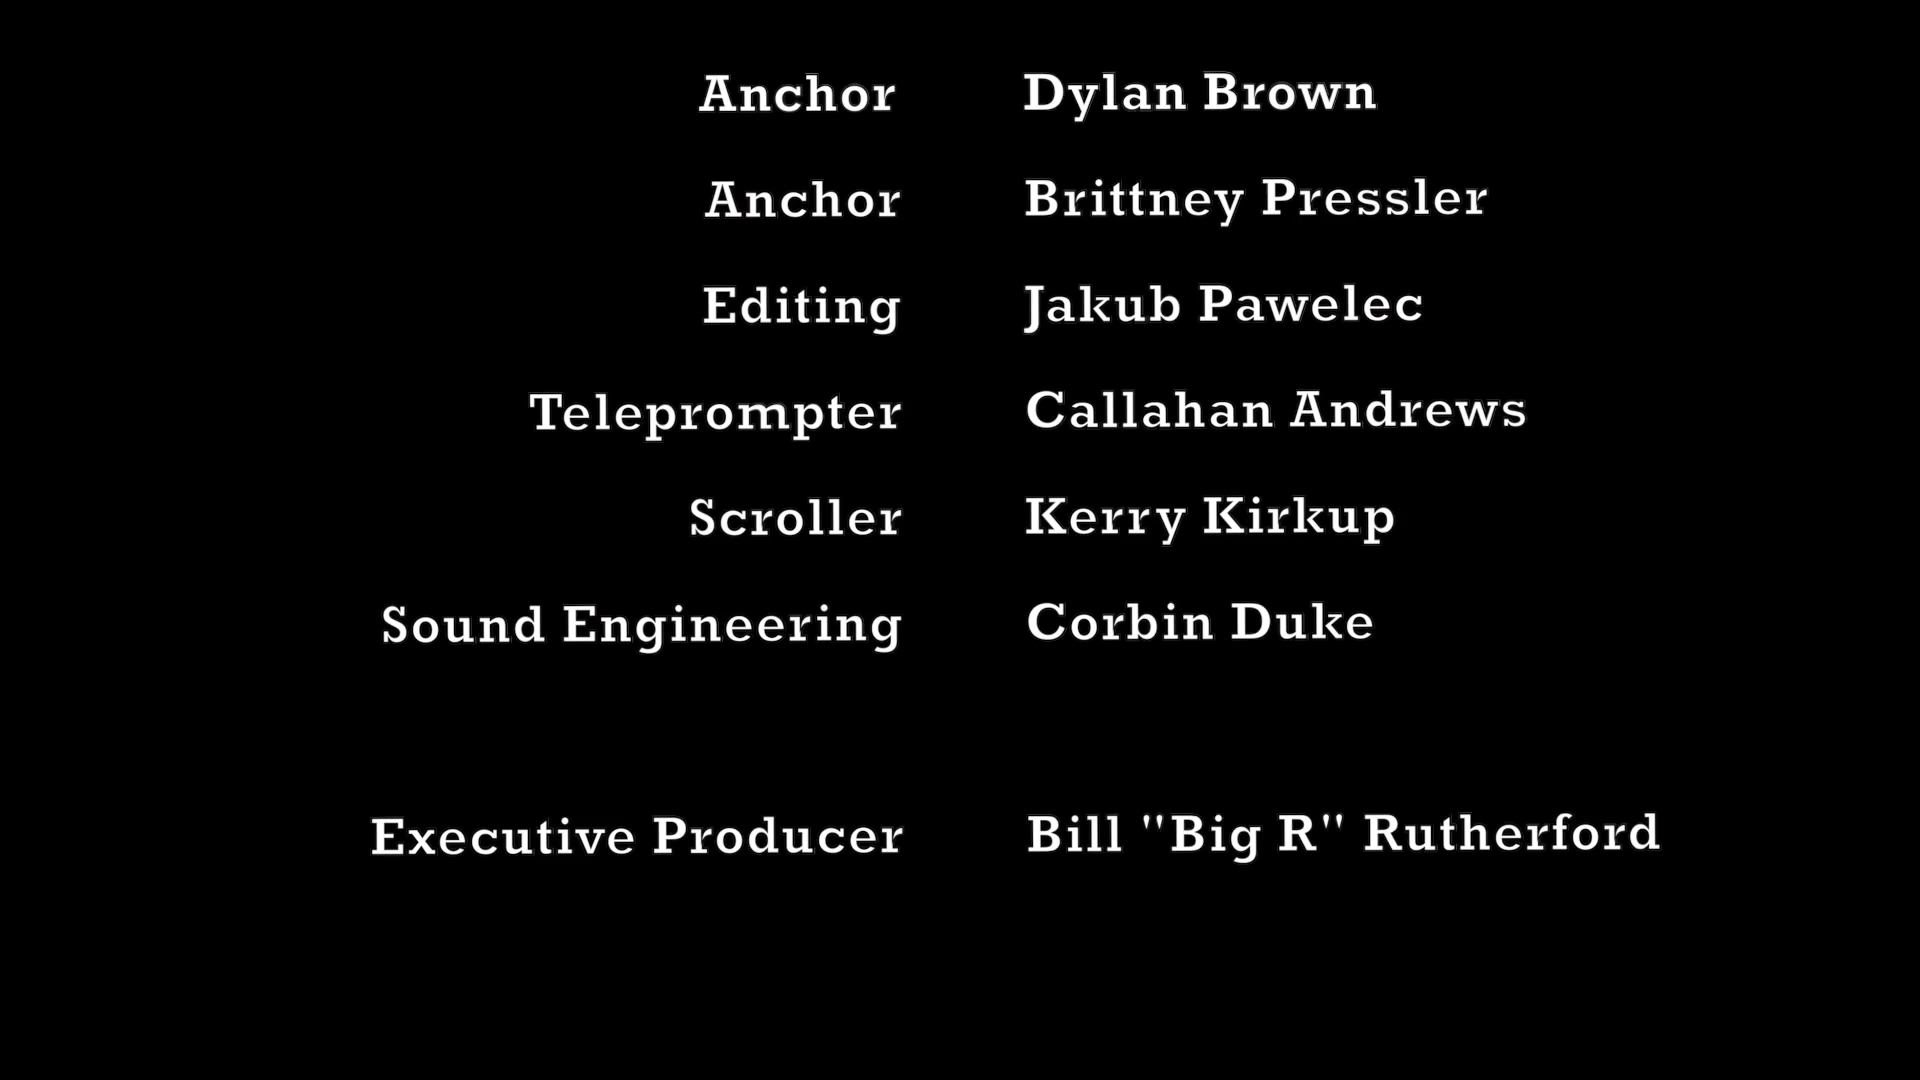 Anchor Dylan Brown
Anchor Brittney Pressler
Editing Jakub Pawelec
Teleprompter Callahan Andrews
Scroller Kerry Kirkup
Sound Engineering Corbin Duke
Executive Producer Bill "Big R" Rutherford